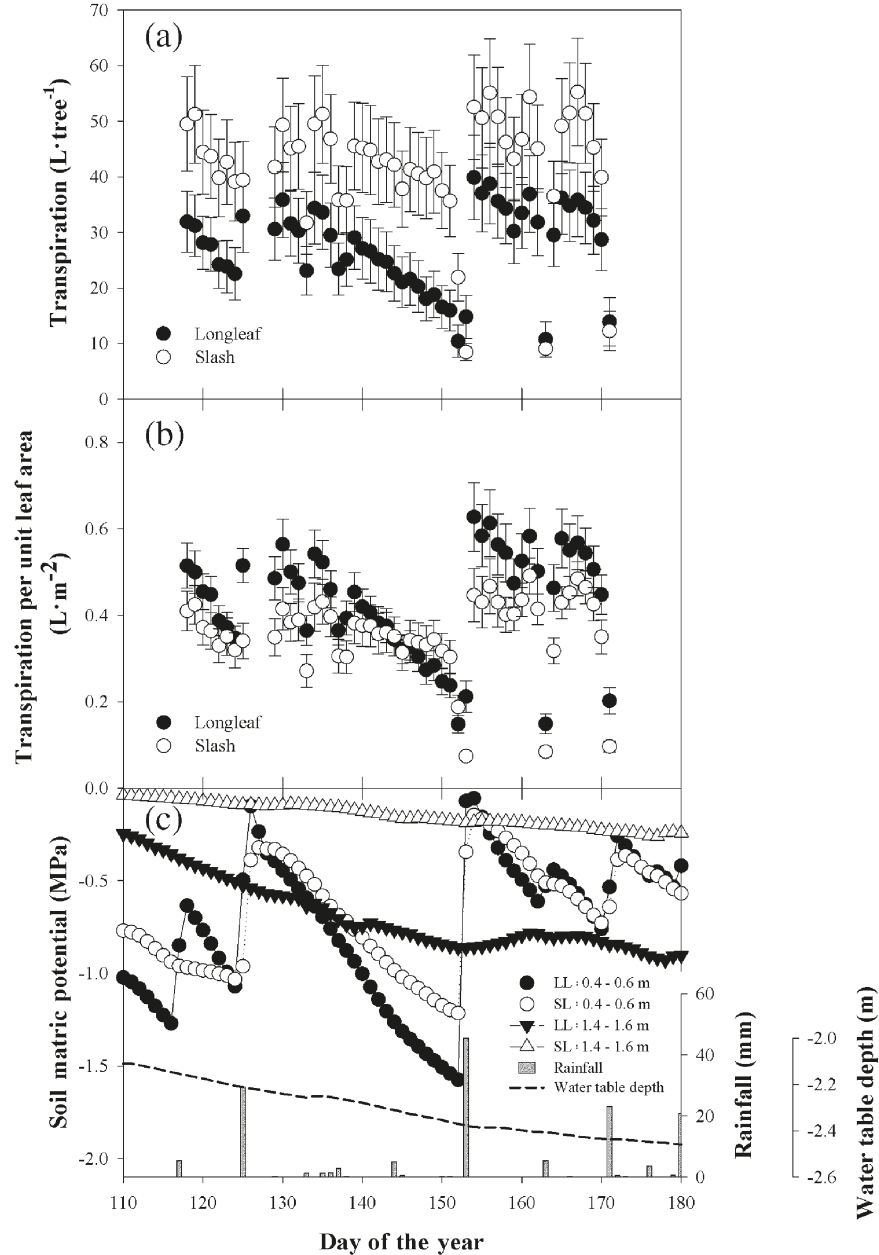 (a)
Transpiration (L·tree⁻¹)
70
60
50
40
30
20
10
0
Longleaf
Slash
(b)
Transpiration per unit leaf area
(L·m⁻²)
0.8
0.6
0.4
0.2
0.0
Longleaf
Slash
(c)
Soil matric potential (MPa)
-0.5
-1.0
-1.5
-2.0
LL : 0.4 - 0.6 m
SL : 0.4 - 0.6 m
LL : 1.4 - 1.6 m
SL : 1.4 - 1.6 m
Rainfall
Water table depth
60
40
20
0
Rainfall (mm)
-2.0
-2.2
-2.4
-2.6
Water table depth (m)
110 120 130 140 150 160 170 180
Day of the year